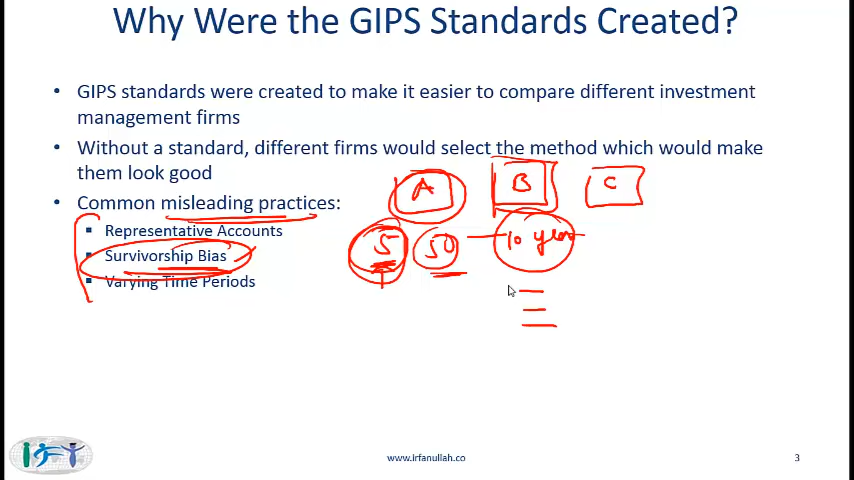 Why Were the GIPS Standards Created?
• GIPS standards were created to make it easier to compare different investment
management firms
• Without a standard, different firms would select the method which would make
them look good
• Common misleading practices:
▪ Representative Accounts
▪ Survivorship Bias
▪ Varying Time Periods
A B C
5 50 10 years
www.irfanullah.co
3